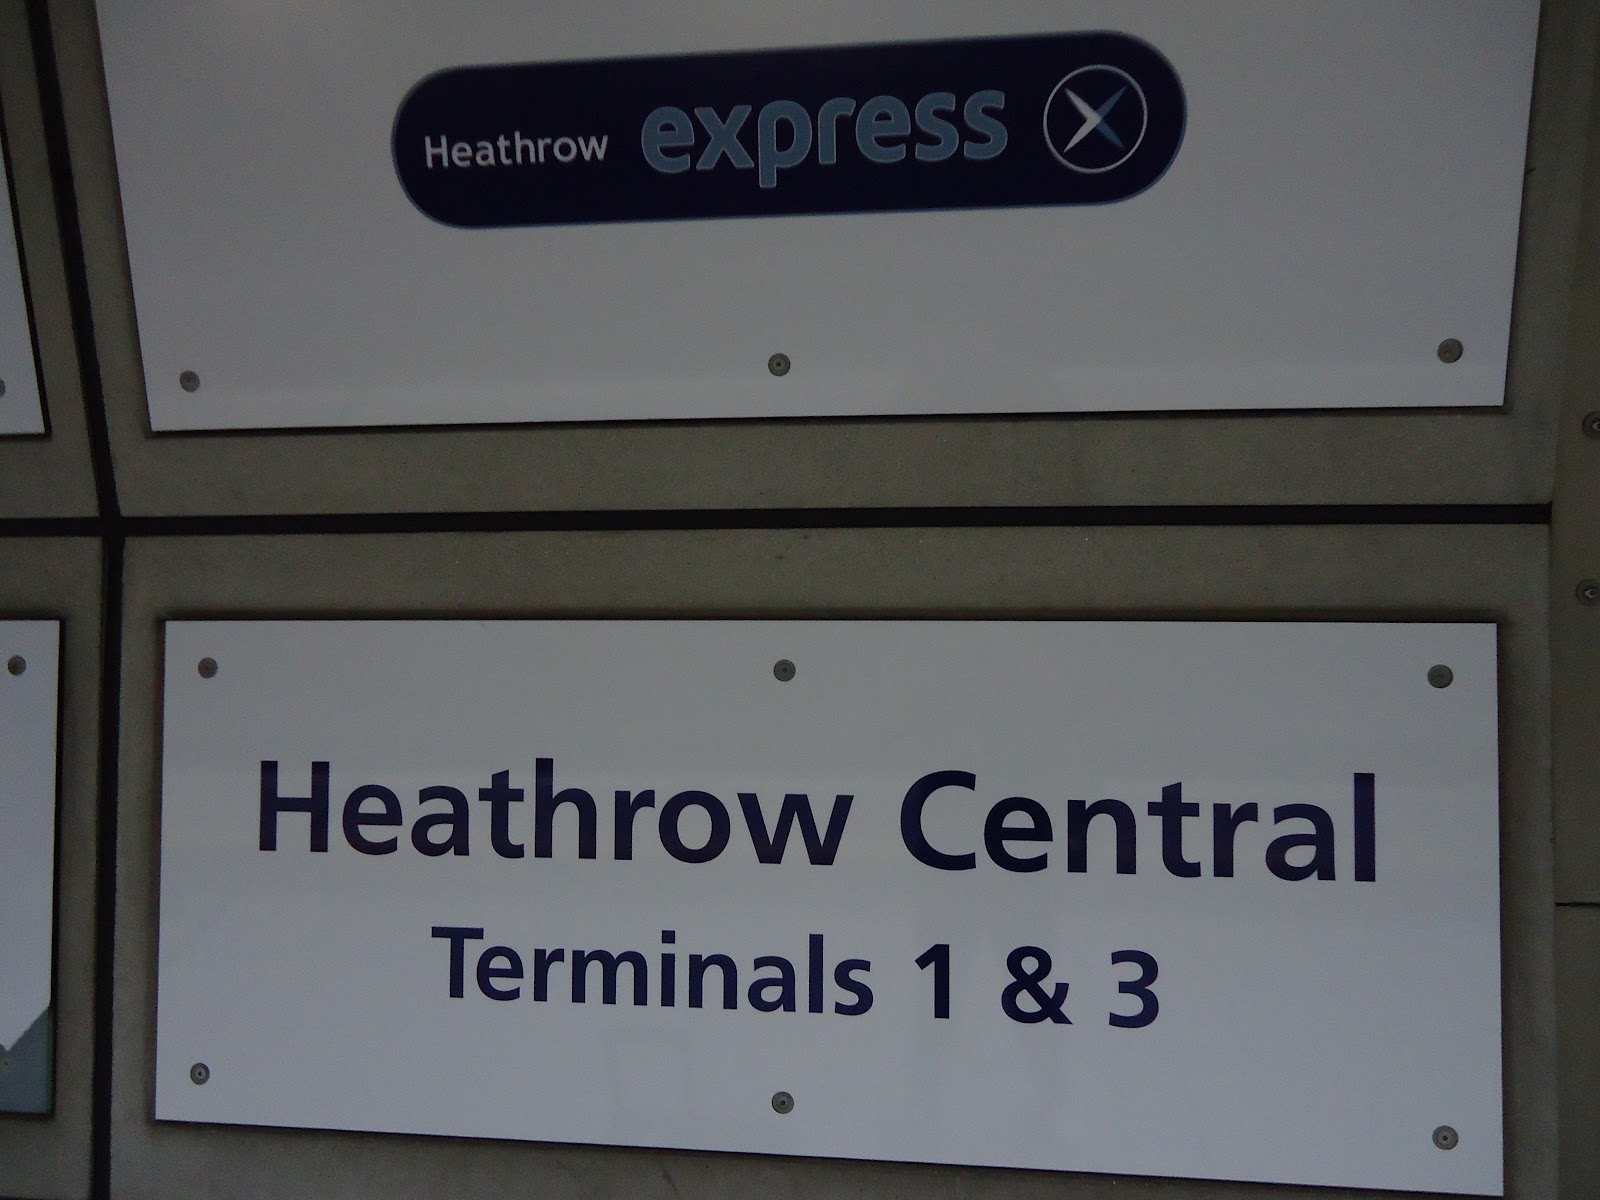 Heathrow express
Heathrow Central
Terminals 1 & 3